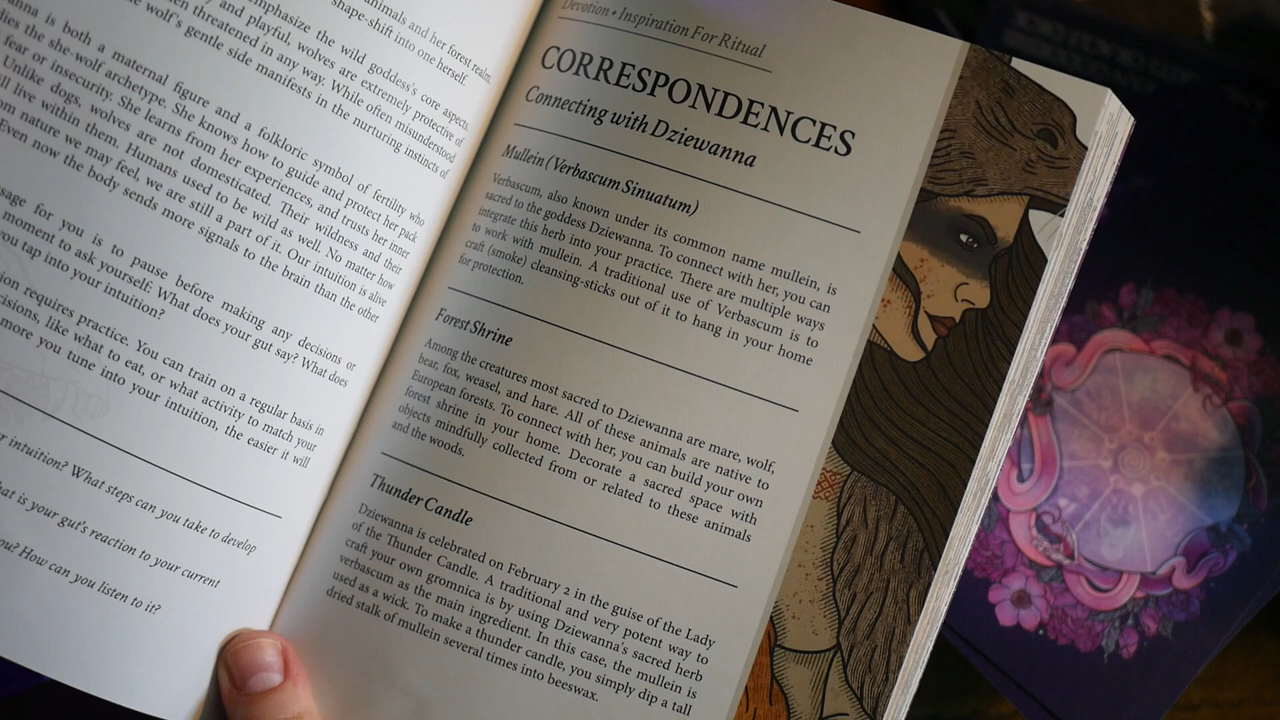 animals and her forest realm.
shape-shift into one herself.
emphasize the wild goddess's core aspects.
and playful, wolves are extremely protective of
threatened in any way. While often misunderstood
wolf's gentle side manifests in the nurturing instincts of
is both a maternal figure and a folkloric symbol of fertility who
the she-wolf archetype. She knows how to guide and protect her pack
fear or insecurity. She learns from her experiences, and trusts her inner
Unlike dogs, wolves are not domesticated. Their wildness and their
live within them. Humans used to be wild as well. No matter how
nature we may feel, we are still a part of it. Our intuition is alive
Even now the body sends more signals to the brain than the other
for you is to pause before making any decisions or
moment to ask yourself: What does your gut say? What does
you tap into your intuition?
requires practice. You can train on a regular basis in
like what to eat, or what activity to match your
more you tune into your intuition, the easier it will
intuition? What steps can you take to develop
is your gut's reaction to your current
you? How can you listen to it?
Devotion • Inspiration For Ritual
CORRESPONDENCES
Connecting with Dziewanna
Mullein (Verbascum Sinuatum)
Verbascum, also known under its common name mullein, is
sacred to the goddess Dziewanna. To connect with her, you can
integrate this herb into your practice. There are multiple ways
to work with mullein. A traditional use of Verbascum is to
craft (smoke) cleansing-sticks out of it to hang in your home
for protection.
Forest Shrine
Among the creatures most sacred to Dziewanna are mare, wolf,
bear, fox, weasel, and hare. All of these animals are native to
European forests. To connect with her, you can build your own
forest shrine in your home. Decorate a sacred space with
objects mindfully collected from or related to these animals
and the woods.
Thunder Candle
Dziewanna is celebrated on February 2 in the guise of the Lady
of the Thunder Candle. A traditional and very potent way to
craft your own gromnica is by using Dziewanna's sacred herb
verbascum as the main ingredient. In this case, the mullein is
used as a wick. To make a thunder candle, you simply dip a tall
dried stalk of mullein several times into beeswax.